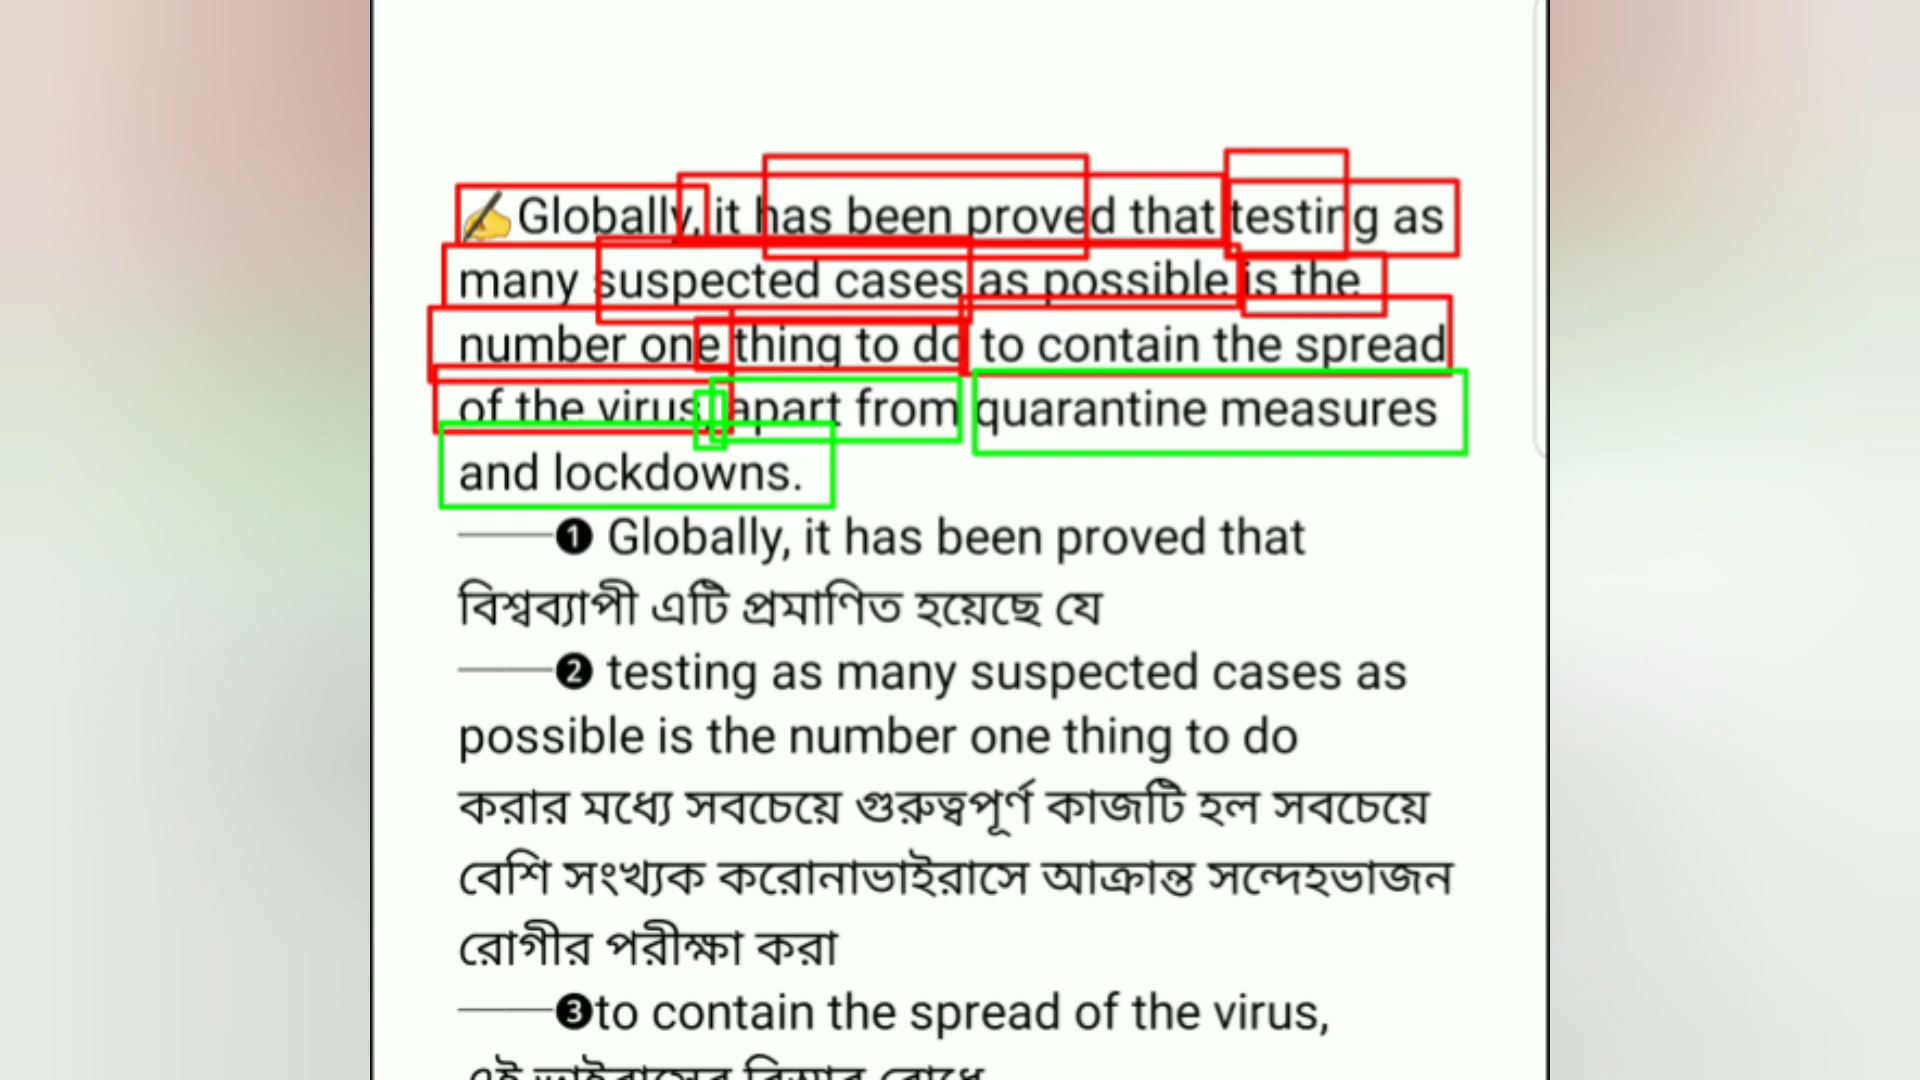 ✍Globally, it has been proved that testing as
many suspected cases as possible is the
number one thing to do to contain the spread
of the virus, apart from quarantine measures
and lockdowns.
——❶ Globally, it has been proved that
বিশ্বব্যাপী এটি প্রমাণিত হয়েছে যে
——❷ testing as many suspected cases as
possible is the number one thing to do
করার মধ্যে সবচেয়ে গুরুত্বপূর্ণ কাজটি হল সবচেয়ে
বেশি সংখ্যক করোনাভাইরাসে আক্রান্ত সন্দেহভাজন
রোগীর পরীক্ষা করা
——❸to contain the spread of the virus,
এই ভাইরাসের বিস্তার রোধে